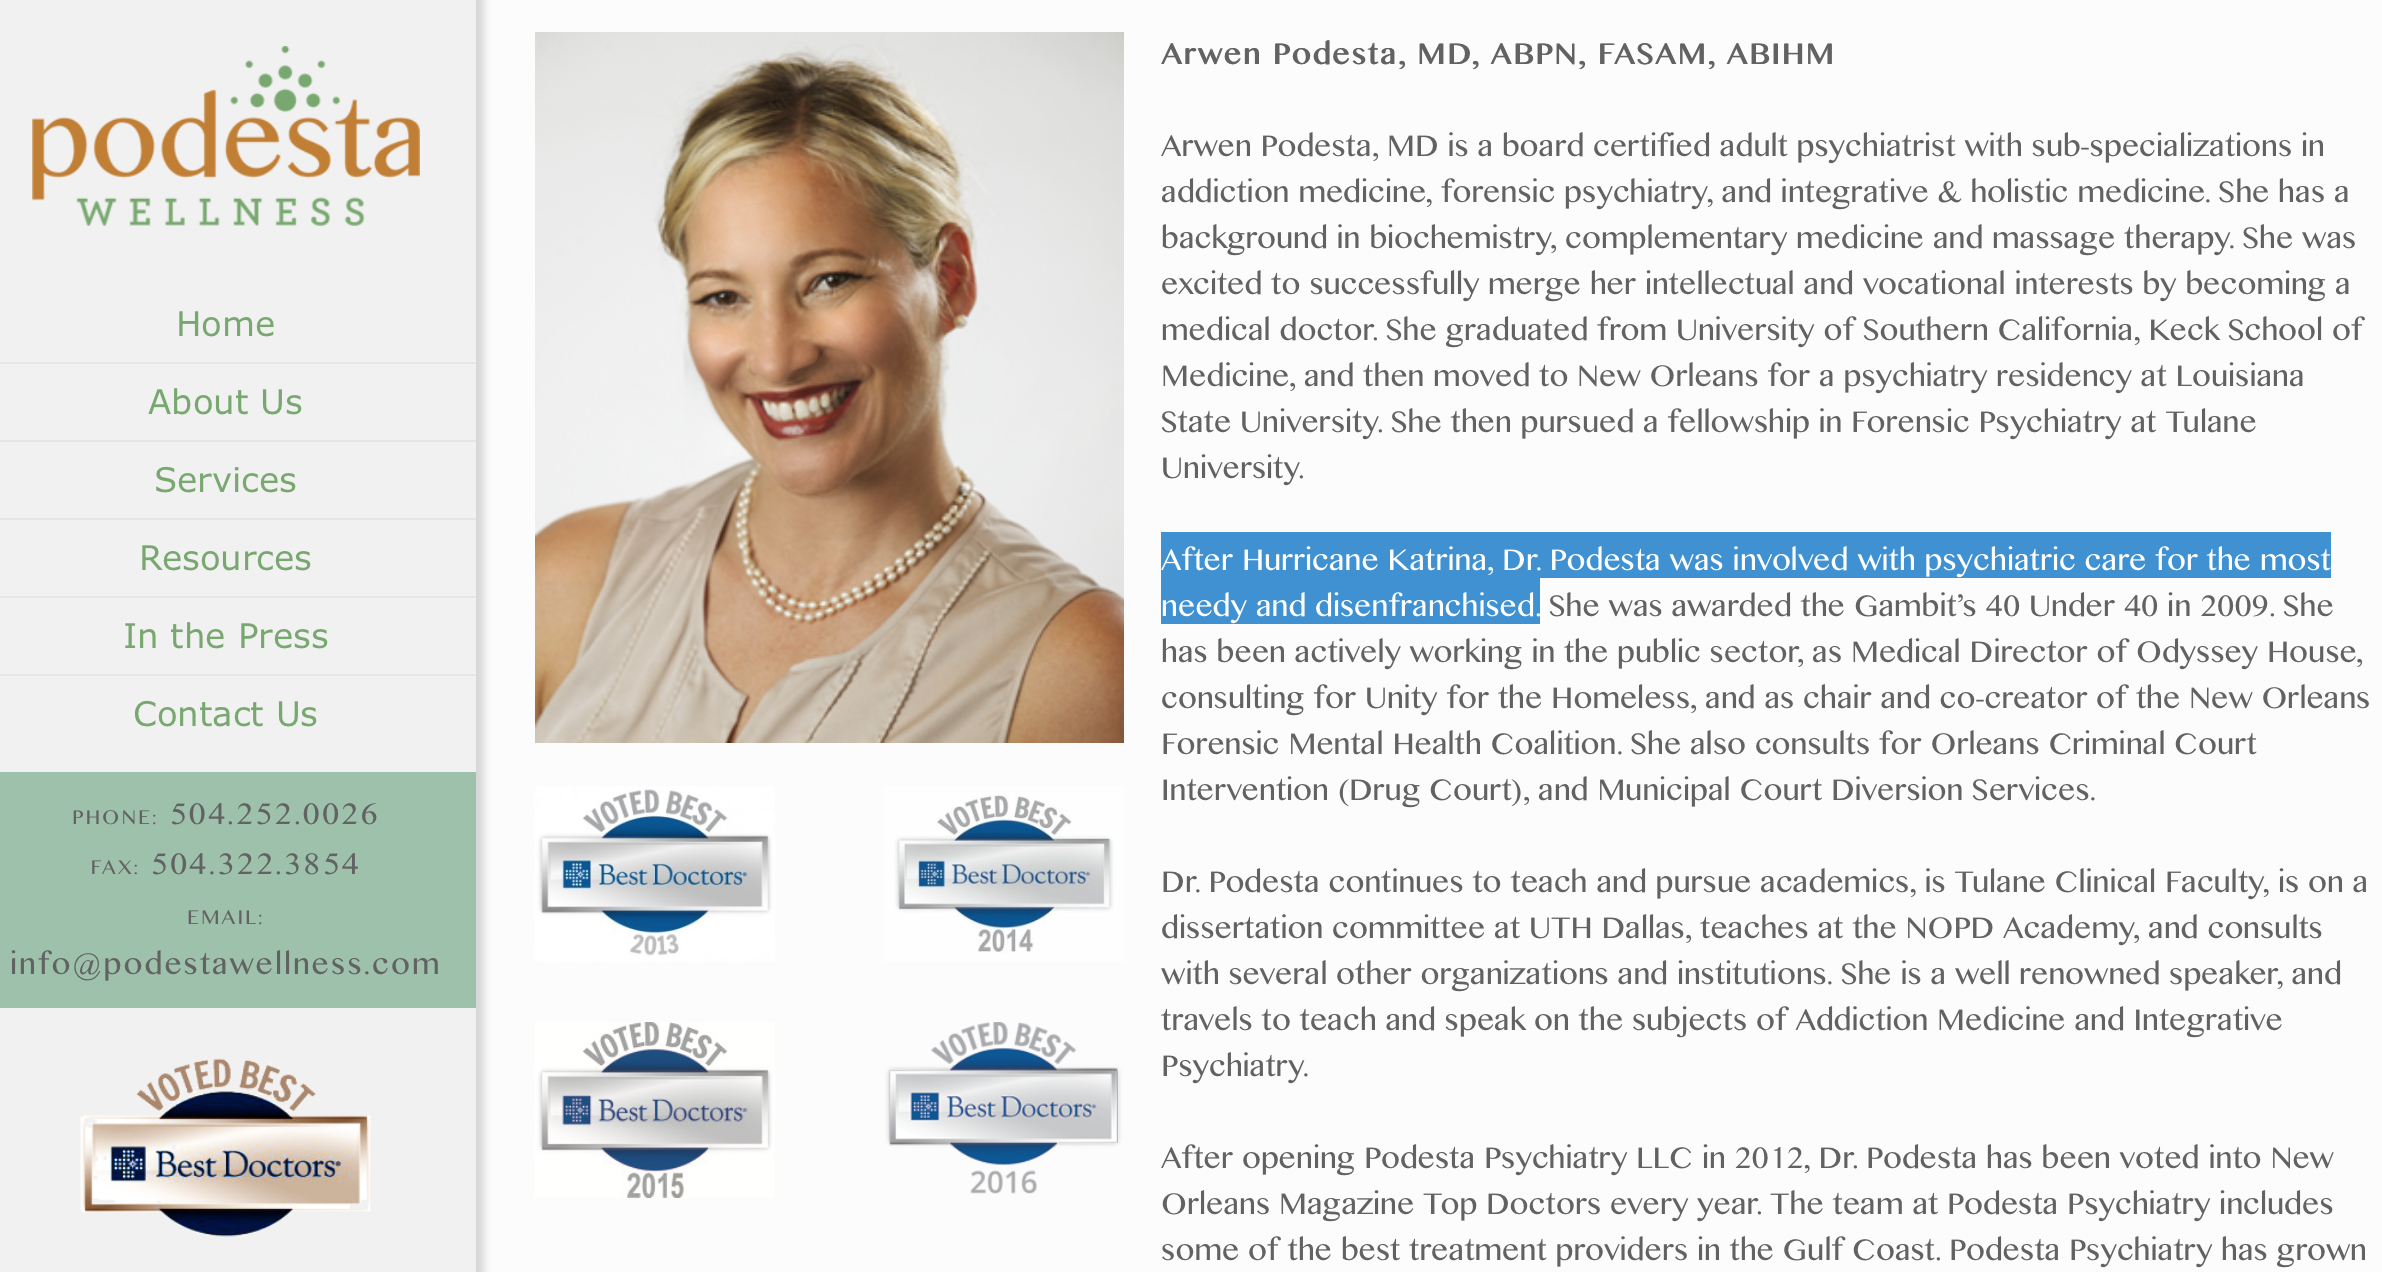 podesta
WELLNESS
Home
About Us
Services
Resources
In the Press
Contact Us
PHONE: 504.252.0026
FAX: 504.322.3854
EMAIL:
info@podestawellness.com
VOTED BEST
Best Doctors®
VOTED BEST
Best Doctors®
2013
VOTED BEST
Best Doctors®
2014
VOTED BEST
Best Doctors®
2015
VOTED BEST
Best Doctors®
2016
Arwen Podesta, MD, ABPN, FASAM, ABIHM
Arwen Podesta, MD is a board certified adult psychiatrist with sub-specializations in
addiction medicine, forensic psychiatry, and integrative & holistic medicine. She has a
background in biochemistry, complementary medicine and massage therapy. She was
excited to successfully merge her intellectual and vocational interests by becoming a
medical doctor. She graduated from University of Southern California, Keck School of
Medicine, and then moved to New Orleans for a psychiatry residency at Louisiana
State University. She then pursued a fellowship in Forensic Psychiatry at Tulane
University.
After Hurricane Katrina, Dr. Podesta was involved with psychiatric care for the most
needy and disenfranchised. She was awarded the Gambit’s 40 Under 40 in 2009. She
has been actively working in the public sector, as Medical Director of Odyssey House,
consulting for Unity for the Homeless, and as chair and co-creator of the New Orleans
Forensic Mental Health Coalition. She also consults for Orleans Criminal Court
Intervention (Drug Court), and Municipal Court Diversion Services.
Dr. Podesta continues to teach and pursue academics, is Tulane Clinical Faculty, is on a
dissertation committee at UTH Dallas, teaches at the NOPD Academy, and consults
with several other organizations and institutions. She is a well renowned speaker, and
travels to teach and speak on the subjects of Addiction Medicine and Integrative
Psychiatry.
After opening Podesta Psychiatry LLC in 2012, Dr. Podesta has been voted into New
Orleans Magazine Top Doctors every year. The team at Podesta Psychiatry includes
some of the best treatment providers in the Gulf Coast. Podesta Psychiatry has grown